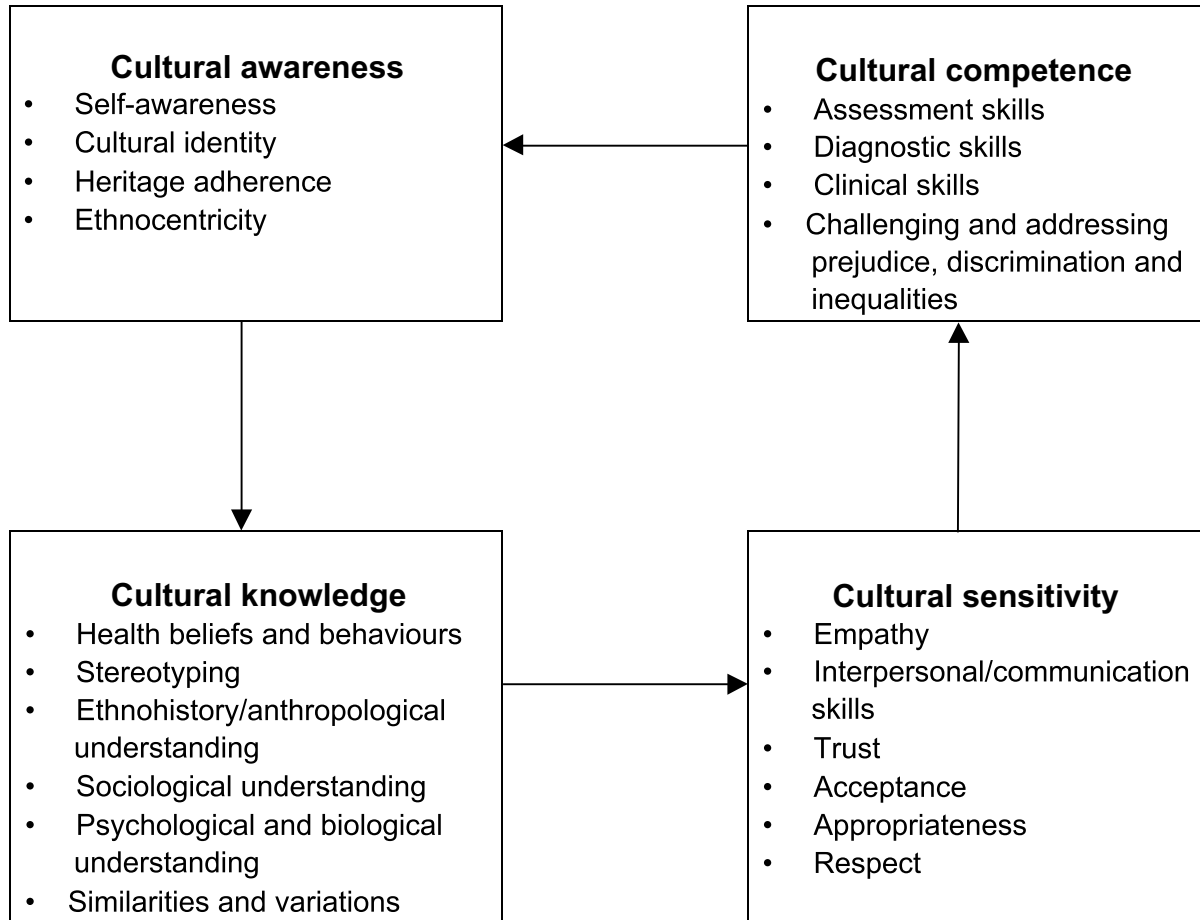 Cultural awareness
• Self-awareness
• Cultural identity
• Heritage adherence
• Ethnocentricity
Cultural competence
• Assessment skills
• Diagnostic skills
• Clinical skills
• Challenging and addressing
prejudice, discrimination and
inequalities
Cultural knowledge
• Health beliefs and behaviours
• Stereotyping
• Ethnohistory/anthropological
understanding
• Sociological understanding
• Psychological and biological
understanding
• Similarities and variations
Cultural sensitivity
• Empathy
• Interpersonal/communication
skills
• Trust
• Acceptance
• Appropriateness
• Respect